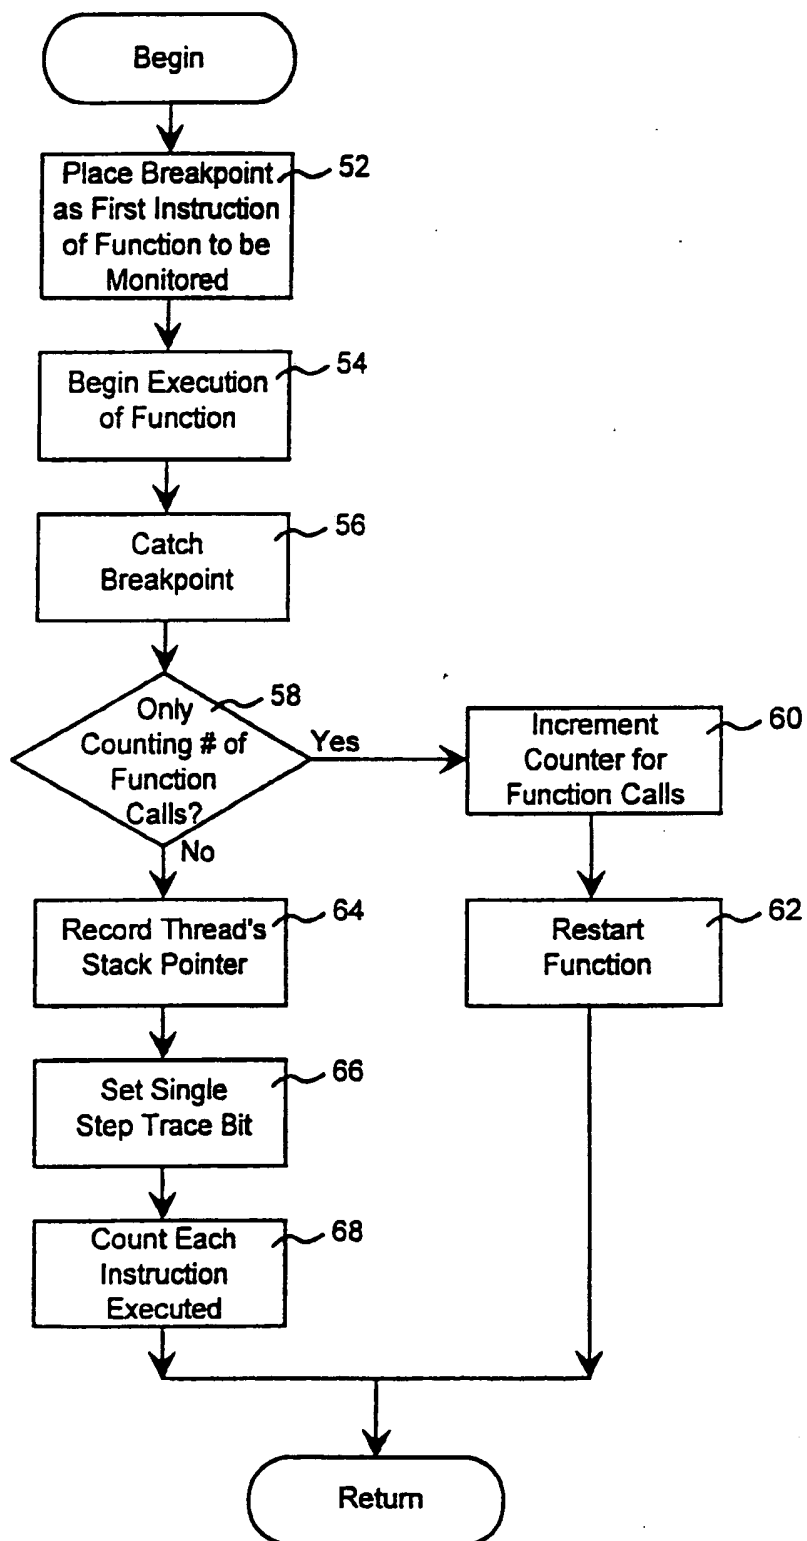 Begin
Place Breakpoint
as First Instruction
of Function to be
Monitored
52
Begin Execution
of Function
54
Catch
Breakpoint
56
Only
Counting # of
Function
Calls?
58
Yes
No
Increment
Counter for
Function Calls
60
Restart
Function
62
Record Thread's
Stack Pointer
64
Set Single
Step Trace Bit
66
Count Each
Instruction
Executed
68
Return